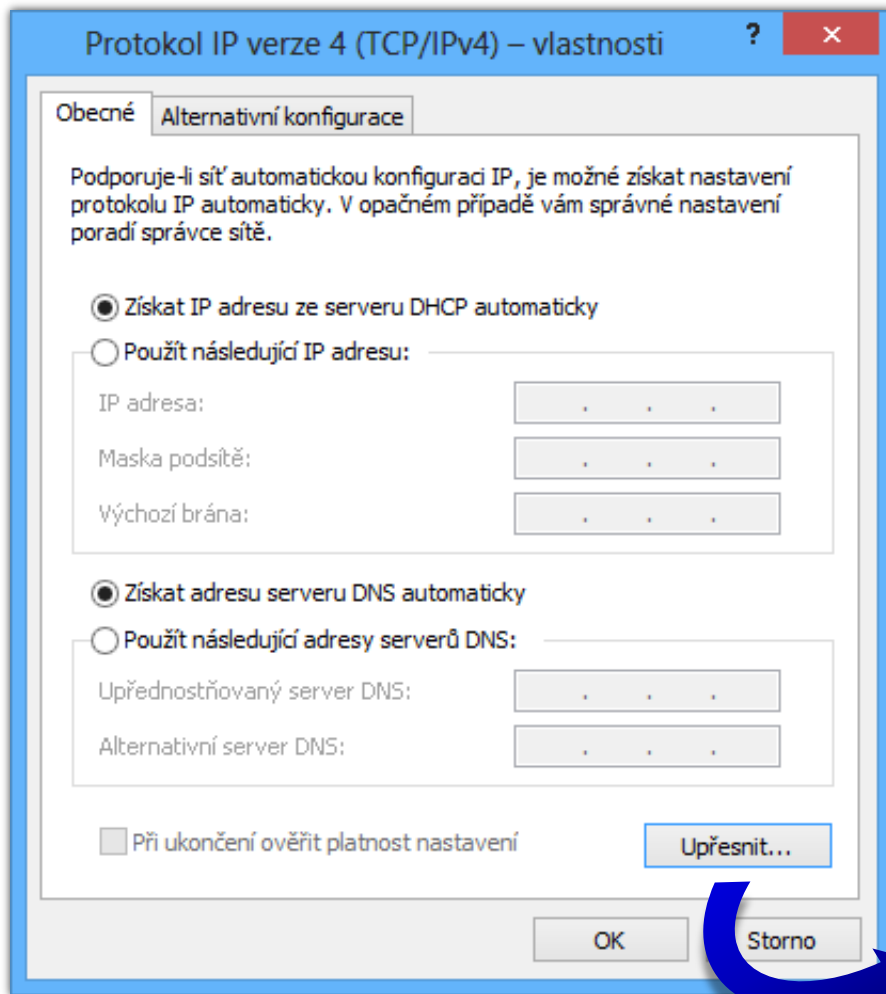 Protokol IP verze 4 (TCP/IPv4) – vlastnosti
?
Obecné
Alternativní konfigurace
Podporuje-li síť automatickou konfiguraci IP, je možné získat nastavení
protokolu IP automaticky. V opačném případě vám správné nastavení
poradí správce sítě.
Získat IP adresu ze serveru DHCP automaticky
Použít následující IP adresu:
IP adresa:
Maska podsítě:
Výchozí brána:
Získat adresu serveru DNS automaticky
Použít následující adresy serverů DNS:
Upřednostňovaný server DNS:
Alternativní server DNS:
Při ukončení ověřit platnost nastavení
Upřesnit...
OK
Storno